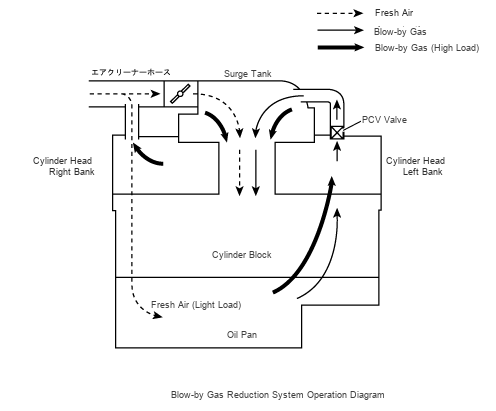 Fresh Air
Blow-by Gas
Blow-by Gas (High Load)
エアクリーナーホース
Surge Tank
PCV Valve
Cylinder Head
Right Bank
Cylinder Head
Left Bank
Cylinder Block
Fresh Air (Light Load)
Oil Pan
Blow-by Gas Reduction System Operation Diagram